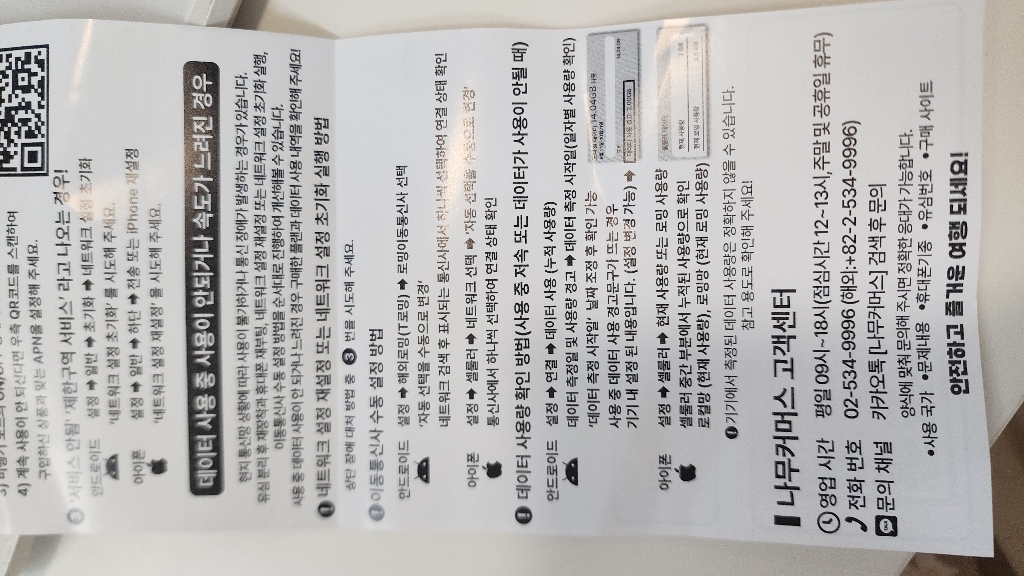 4) 계속 사용이 안 되신다면 우측 QR코드를 스캔하여
구입하신 상품과 맞는 APN을 설정해 주세요.
'서비스 안됨' '제한구역 서비스' 라고 나오는 경우!
안드로이드 설정 → 일반 → 초기화 → 네트워크 설정 초기화
'네트워크 설정 초기화' 를 시도해 주세요.
아이폰 설정 → 일반 → 하단 → 전송 또는 iPhone 재설정
'네트워크 설정 재설정'을 시도해 주세요.
데이터 사용 중 사용이 안되거나 속도가 느려진 경우
현지 통신망 상황에 따라 사용이 불가하거나 통신 장애가 발생하는 경우가 있습니다.
유심 분리 후 재장착과 휴대폰 재부팅, 네트워크 설정 재설정 또는 네트워크 설정 초기화 실행,
이동통신사 수동 설정 방법을 순서대로 진행하여 개선해볼 수 있습니다.
사용 중 데이터 사용이 안 되거나 느려진 경우 구매한 플랜과 데이터 사용 내역을 확인해 주세요!
! 네트워크 설정 재설정 또는 네트워크 설정 초기화 실행 방법
상단 장애 대처 방법 중 3 번을 시도해 주세요.
! 이동통신사 수동 설정 방법
안드로이드 설정 → 해외로밍(T로밍) → 로밍이동통신사 선택
'자동 선택을 수동으로 변경'
네트워크 검색 후 표시되는 통신사에서 하나씩 선택하여 연결 상태 확인
아이폰 설정 → 셀룰러 → 네트워크 선택 → '자동 선택을 수동으로 변경'
통신사에서 하나씩 선택하여 연결 상태 확인
! 데이터 사용량 확인 방법(사용 중 저속 또는 데이터가 사용이 안될 때)
안드로이드 설정 → 연결 → 데이터 사용 (누적 사용량)
데이터 측정일 및 사용량 경고 → 데이터 측정 시작일(일자별 사용량 확인)
'데이터 측정 시작일' 날짜 조정 후 확인 가능
사용 중 데이터 사용 경고문구가 뜨는 경우
기기 내 설정 된 내용입니다. (설정 변경 가능) →
아이폰 설정 → 셀룰러 → 현재 사용량 또는 로밍 사용량
셀룰러 중간 부분에서 누적된 사용량으로 확인
로컬망 (현재 사용량), 로밍망 (현재 로밍 사용량)
! 기기에서 측정된 데이터 사용량은 정확하지 않을 수 있습니다.
참고 용도로 확인해 주세요!
나무커머스 고객센터
영업 시간 평일 09시~18시(점심시간 12-13시,주말 및 공휴일 휴무)
전화 번호 02-534-9996 (해외:+82-2-534-9996)
문의 채널 카카오톡 [나무커머스] 검색 후 문의
양식에 맞춰 문의해 주시면 정확한 응대가 가능합니다.
•사용 국가 •문제내용 •휴대폰기종 •유심번호 •구매 사이트
안전하고 즐거운 여행 되세요!